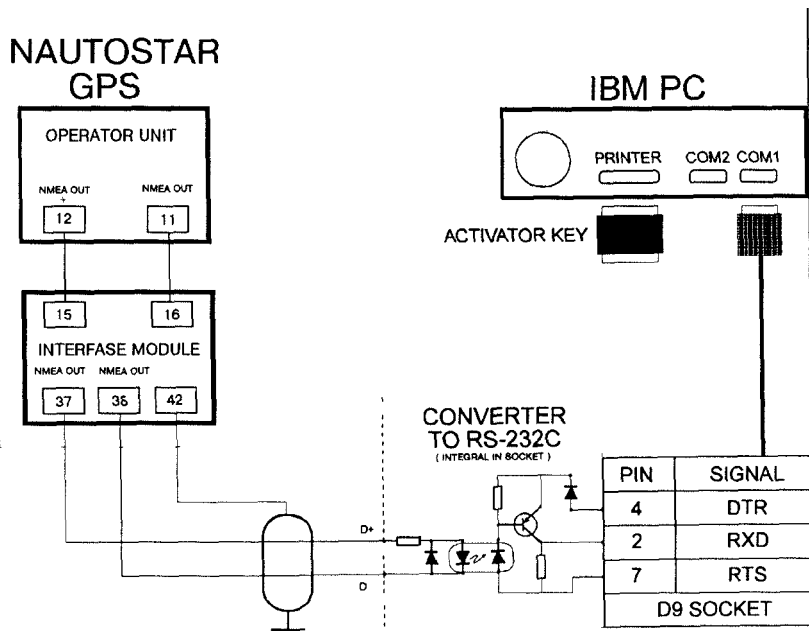 NAUTOSTAR
GPS
OPERATOR UNIT
NMEA OUT
+
NMEA OUT
12
11
15
16
INTERFASE MODULE
NMEA OUT
NMEA OUT
37
38
42
IBM PC
PRINTER
COM2
COM1
ACTIVATOR KEY
CONVERTER
TO RS-232C
( INTEGRAL IN SOCKET )
D+
D
PIN SIGNAL
4 DTR
2 RXD
7 RTS
D9 SOCKET